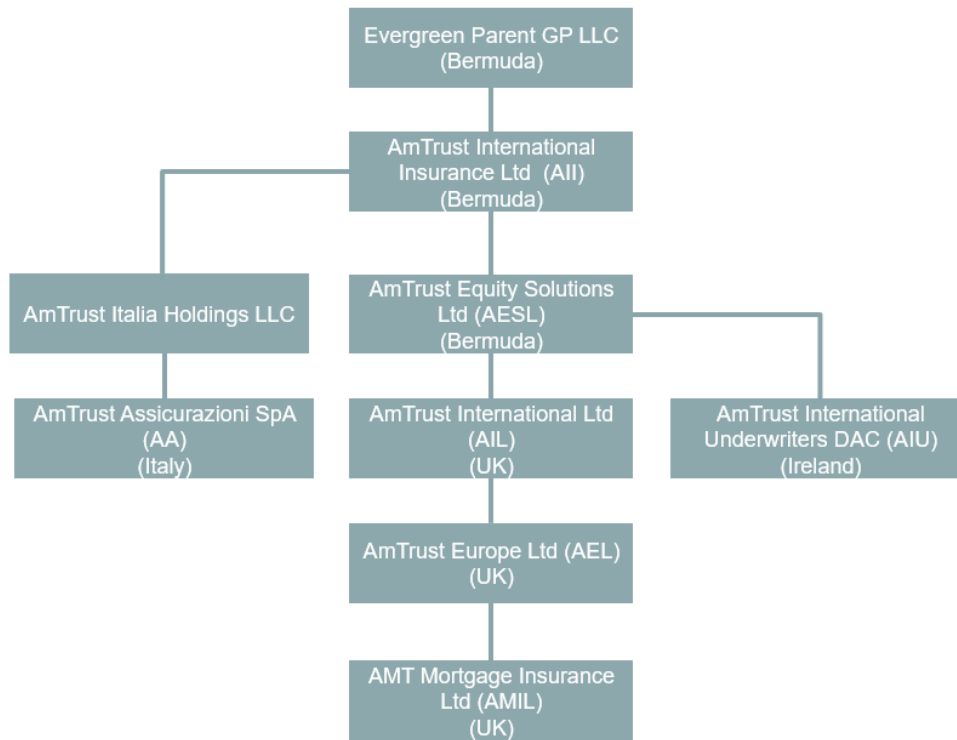 Evergreen Parent GP LLC
(Bermuda)
AmTrust International
Insurance Ltd  (AII)
(Bermuda)
AmTrust Italia Holdings LLC
AmTrust Equity Solutions
Ltd (AESL)
(Bermuda)
AmTrust Assicurazioni SpA
(AA)
(Italy)
AmTrust International Ltd
(AIL)
(UK)
AmTrust International
Underwriters DAC (AIU)
(Ireland)
AmTrust Europe Ltd (AEL)
(UK)
AMT Mortgage Insurance
Ltd (AMIL)
(UK)